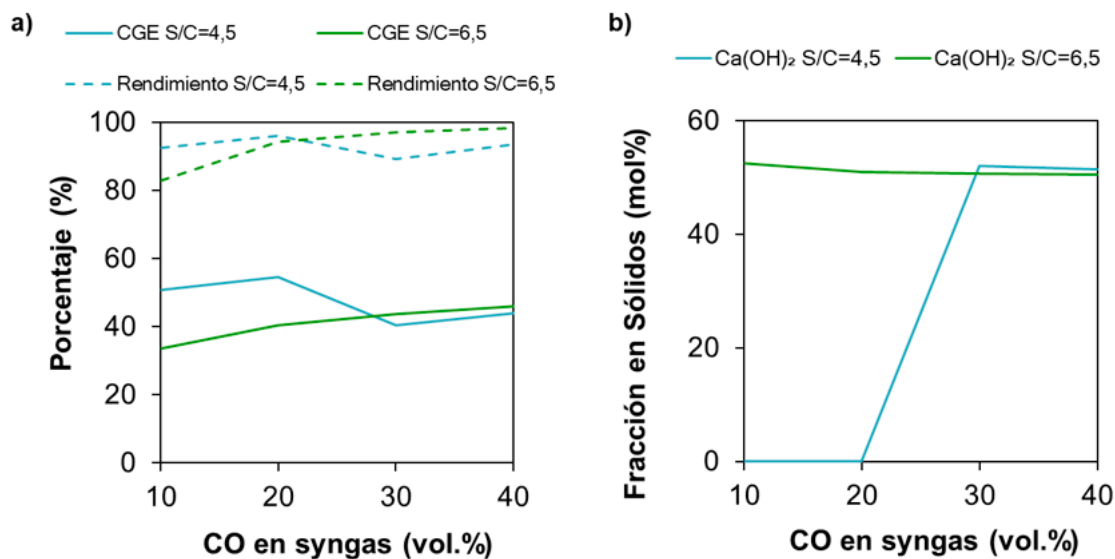 a)
CGE S/C=4,5
CGE S/C=6,5
Rendimiento S/C=4,5
Rendimiento S/C=6,5
Porcentaje (%)
100
80
60
40
20
0
10 20 30 40
CO en syngas (vol.%)
b)
Ca(OH)₂ S/C=4,5
Ca(OH)₂ S/C=6,5
Fracción en Sólidos (mol%)
60
40
20
0
10 20 30 40
CO en syngas (vol.%)